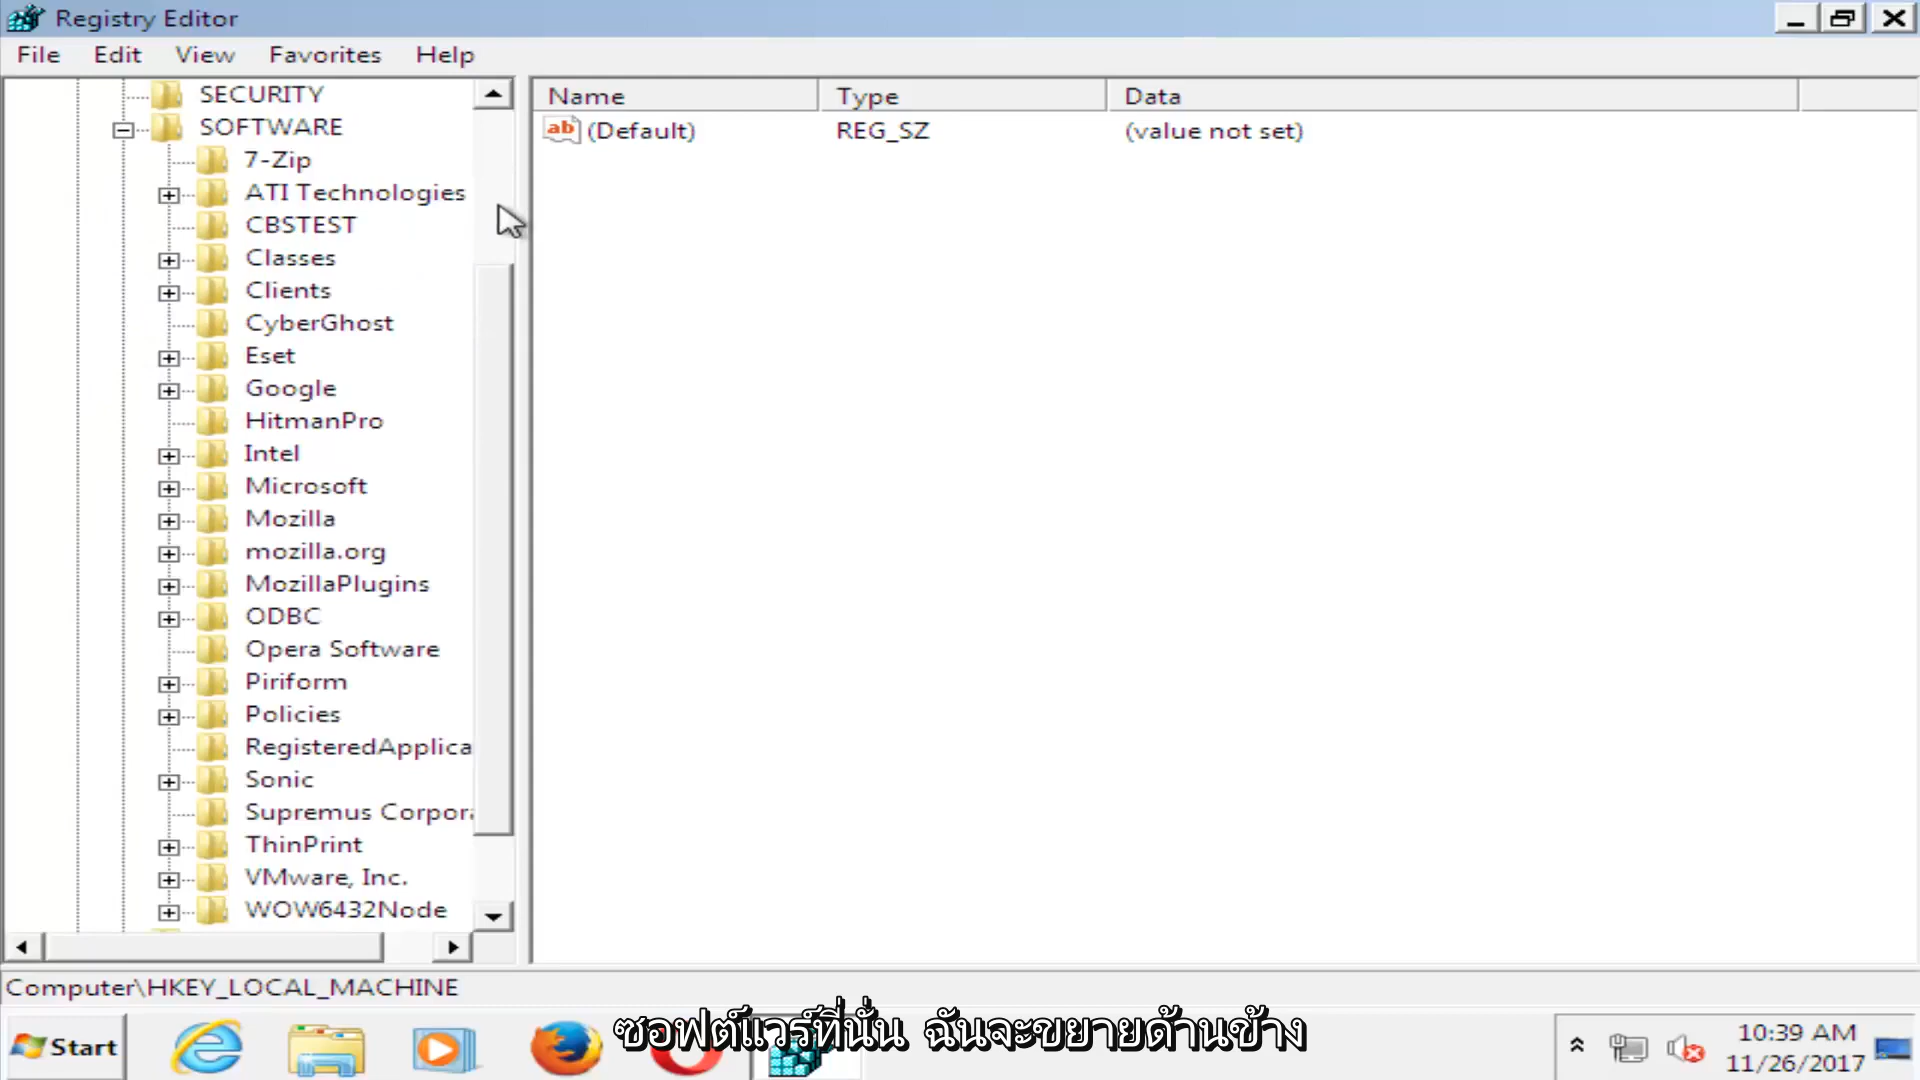 Registry Editor
File Edit View Favorites Help
SECURITY
SOFTWARE
7-Zip
ATI Technologies
CBSTEST
Classes
Clients
CyberGhost
Eset
Google
HitmanPro
Intel
Microsoft
Mozilla
mozilla.org
MozillaPlugins
ODBC
Opera Software
Piriform
Policies
RegisteredApplica
Sonic
Supremus Corpor
ThinPrint
VMware, Inc.
WOW6432Node
Name Type Data
ab (Default) REG_SZ (value not set)
Computer\HKEY_LOCAL_MACHINE
ซอฟต์แวร์ที่นั่น ฉันจะขยายด้านข้าง
Start
10:39 AM
11/26/2017